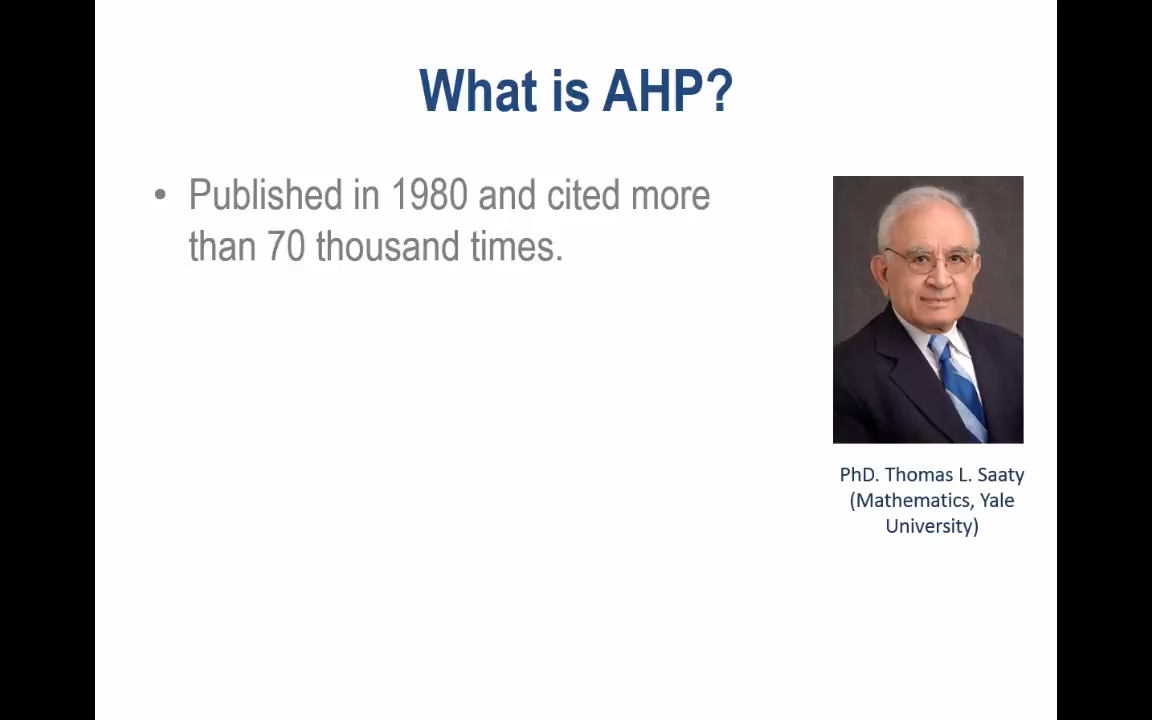 What is AHP?
• Published in 1980 and cited more
than 70 thousand times.
PhD. Thomas L. Saaty
(Mathematics, Yale
University)